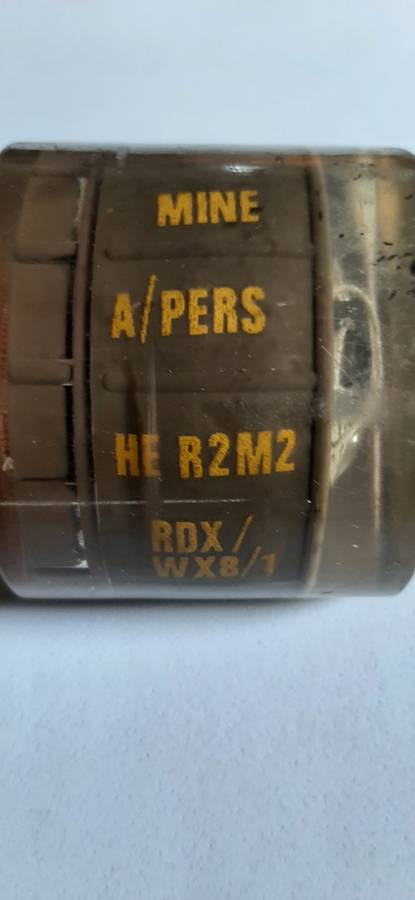 MINE
A/PERS
HE R2M2
RDX/
WX8/1